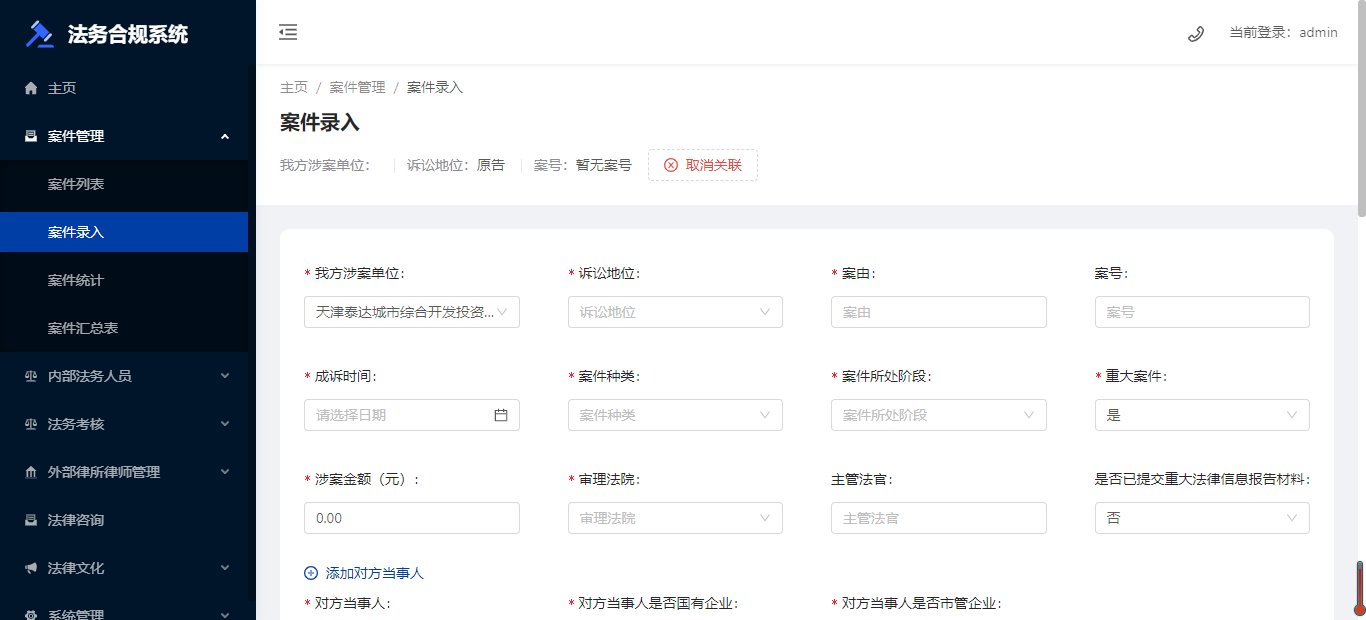 法务合规系统
当前登录：admin
主页
案件管理
案件列表
案件录入
案件统计
案件汇总表
内部法务人员
法务考核
外部律所律师管理
法律咨询
法律文化
系统管理
主页 / 案件管理 / 案件录入
案件录入
我方涉案单位： 诉讼地位：原告 案号：暂无案号 取消关联
* 我方涉案单位: * 诉讼地位: * 案由: 案号:
天津泰达城市综合开发投资... 诉讼地位 案由 案号
* 成诉时间: * 案件种类: * 案件所处阶段: * 重大案件:
请选择日期 案件种类 案件所处阶段 是
* 涉案金额（元）: * 审理法院: 主管法官: 是否已提交重大法律信息报告材料:
0.00 审理法院 主管法官 否
添加对方当事人
* 对方当事人: * 对方当事人是否国有企业: * 对方当事人是否市管企业: